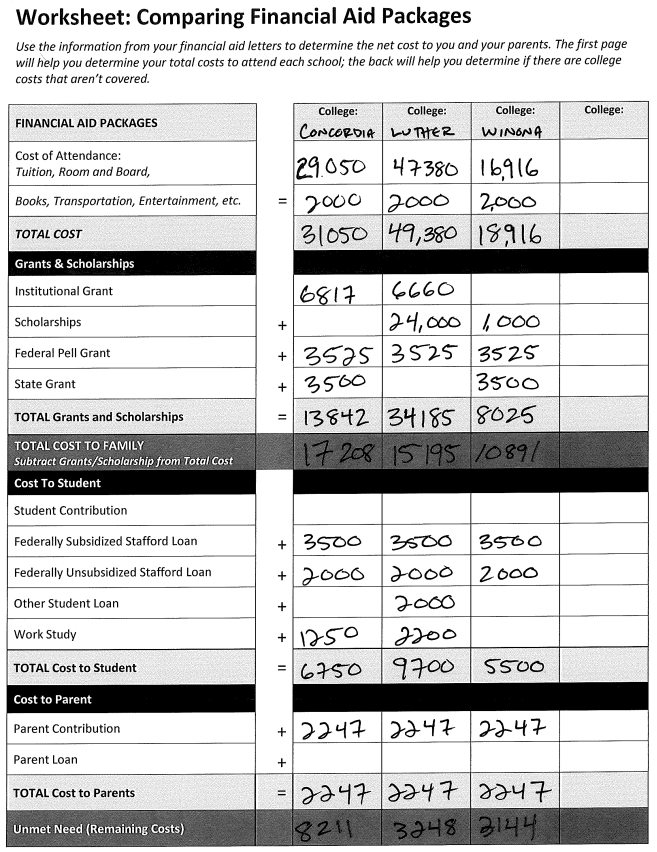 Worksheet: Comparing Financial Aid Packages
Use the information from your financial aid letters to determine the net cost to you and your parents. The first page
will help you determine your total costs to attend each school; the back will help you determine if there are college
costs that aren't covered.
FINANCIAL AID PACKAGES College: CONCORDIA College: LUTHER College: WINONA College:
Cost of Attendance:
Tuition, Room and Board, 29.050 47380 16,916
Books, Transportation, Entertainment, etc. = 2000 2000 2,000
TOTAL COST 31050 49,380 18,916
Grants & Scholarships
Institutional Grant 6817 6660
Scholarships + 24,000 1,000
Federal Pell Grant + 3525 3525 3525
State Grant + 3500 3500
TOTAL Grants and Scholarships = 13842 34185 8025
TOTAL COST TO FAMILY
Subtract Grants/Scholarship from Total Cost 17208 15195 10891
Cost To Student
Student Contribution
Federally Subsidized Stafford Loan + 3500 3500 3500
Federally Unsubsidized Stafford Loan + 2000 2000 2000
Other Student Loan + 2000
Work Study + 1250 2200
TOTAL Cost to Student = 6750 9700 5500
Cost to Parent
Parent Contribution + 2247 2247 2247
Parent Loan +
TOTAL Cost to Parents = 2247 2247 2247
Unmet Need (Remaining Costs) 8211 3248 3144